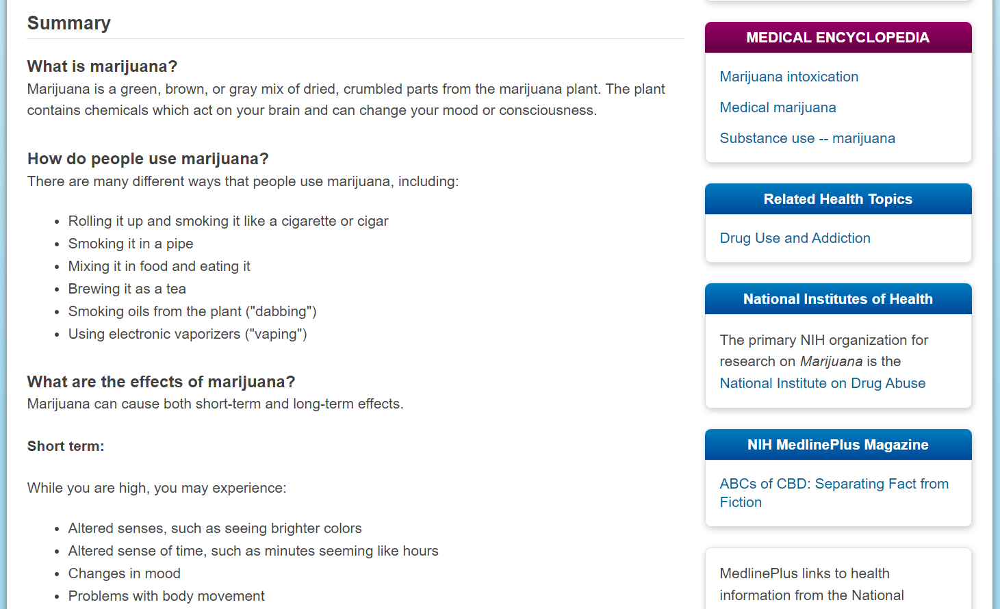 Summary
What is marijuana?
Marijuana is a green, brown, or gray mix of dried, crumbled parts from the marijuana plant. The plant
contains chemicals which act on your brain and can change your mood or consciousness.
How do people use marijuana?
There are many different ways that people use marijuana, including:
• Rolling it up and smoking it like a cigarette or cigar
• Smoking it in a pipe
• Mixing it in food and eating it
• Brewing it as a tea
• Smoking oils from the plant ("dabbing")
• Using electronic vaporizers ("vaping")
What are the effects of marijuana?
Marijuana can cause both short-term and long-term effects.
Short term:
While you are high, you may experience:
• Altered senses, such as seeing brighter colors
• Altered sense of time, such as minutes seeming like hours
• Changes in mood
• Problems with body movement
MEDICAL ENCYCLOPEDIA
Marijuana intoxication
Medical marijuana
Substance use -- marijuana
Related Health Topics
Drug Use and Addiction
National Institutes of Health
The primary NIH organization for
research on Marijuana is the
National Institute on Drug Abuse
NIH MedlinePlus Magazine
ABCs of CBD: Separating Fact from
Fiction
MedlinePlus links to health
information from the National